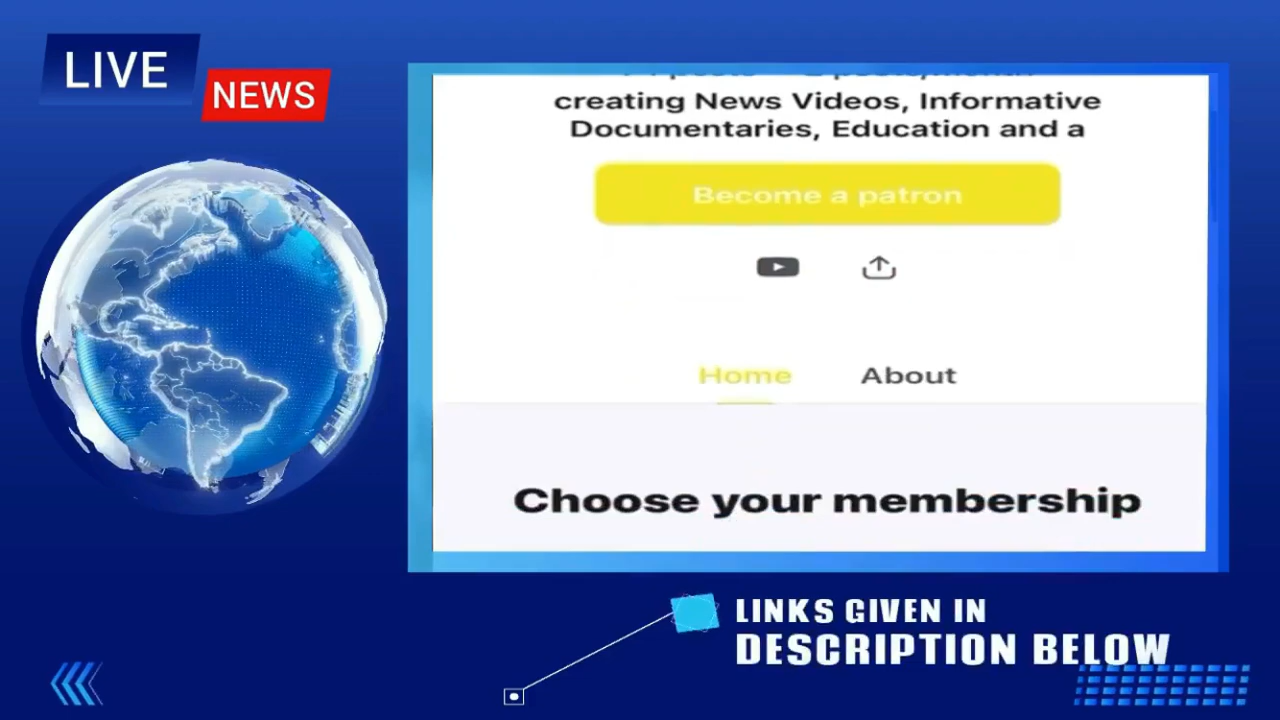 LIVE
NEWS
creating News Videos, Informative
Documentaries, Education and a
Become a patron
Home About
Choose your membership
LINKS GIVEN IN
DESCRIPTION BELOW